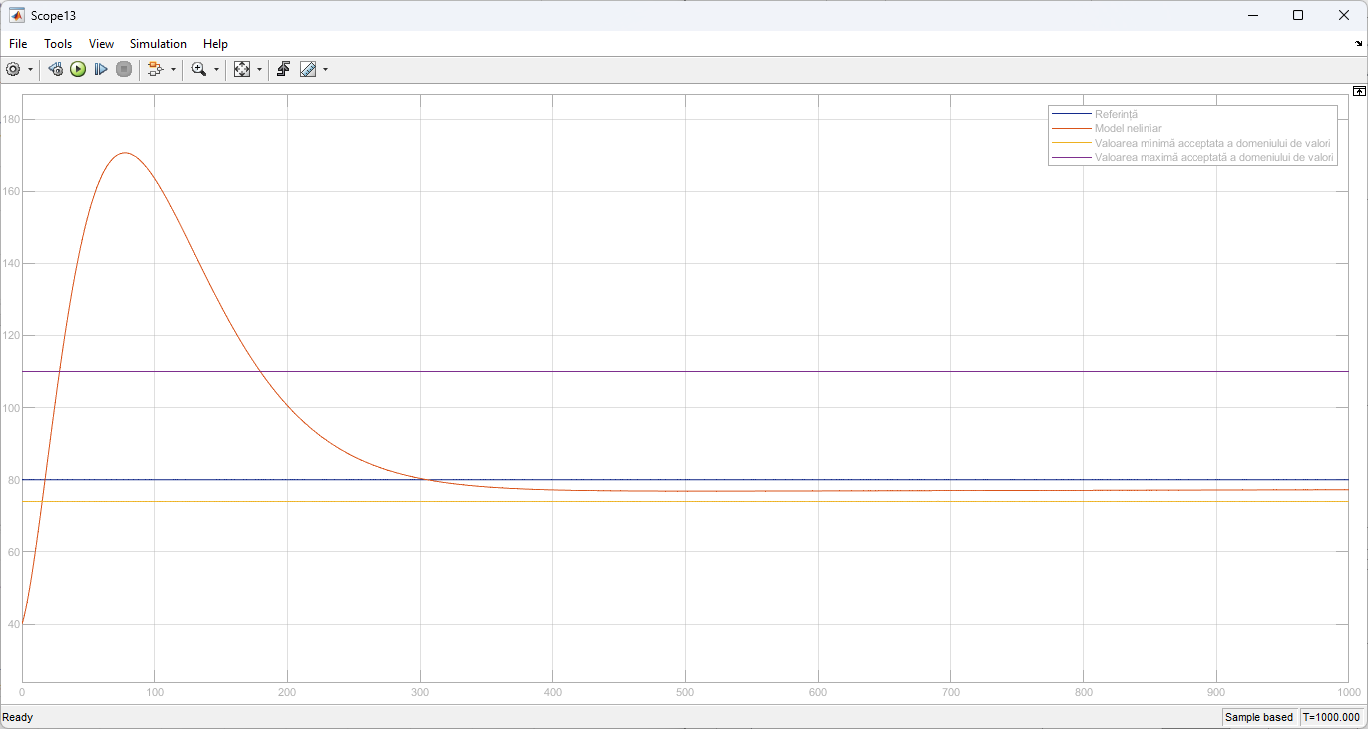 Scope13
File Tools View Simulation Help
Referință
Model neliniar
Valoarea minimă acceptata a domeniului de valori
Valoarea maximă acceptată a domeniului de valori
180
160
140
120
100
80
60
40
0 100 200 300 400 500 600 700 800 900 1000
Ready
Sample based T=1000.000